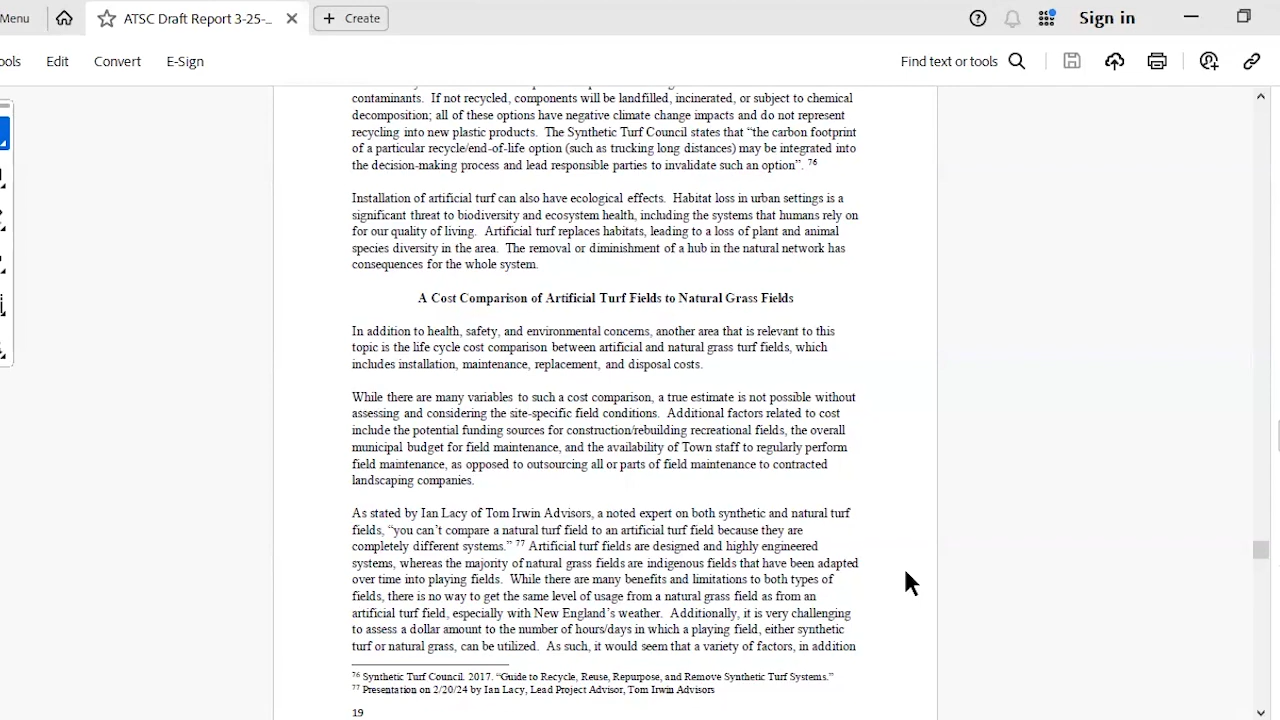 Menu
ATSC Draft Report 3-25-...
Create
Sign in
ools
Edit
Convert
E-Sign
Find text or tools
contaminants. If not recycled, components will be landfilled, incinerated, or subject to chemical
decomposition; all of these options have negative climate change impacts and do not represent
recycling into new plastic products. The Synthetic Turf Council states that “the carbon footprint
of a particular recycle/end-of-life option (such as trucking long distances) may be integrated into
the decision-making process and lead responsible parties to invalidate such an option”. 76
Installation of artificial turf can also have ecological effects. Habitat loss in urban settings is a
significant threat to biodiversity and ecosystem health, including the systems that humans rely on
for our quality of living. Artificial turf replaces habitats, leading to a loss of plant and animal
species diversity in the area. The removal or diminishment of a hub in the natural network has
consequences for the whole system.
A Cost Comparison of Artificial Turf Fields to Natural Grass Fields
In addition to health, safety, and environmental concerns, another area that is relevant to this
topic is the life cycle cost comparison between artificial and natural grass turf fields, which
includes installation, maintenance, replacement, and disposal costs.
While there are many variables to such a cost comparison, a true estimate is not possible without
assessing and considering the site-specific field conditions. Additional factors related to cost
include the potential funding sources for construction/rebuilding recreational fields, the overall
municipal budget for field maintenance, and the availability of Town staff to regularly perform
field maintenance, as opposed to outsourcing all or parts of field maintenance to contracted
landscaping companies.
As stated by Ian Lacy of Tom Irwin Advisors, a noted expert on both synthetic and natural turf
fields, “you can’t compare a natural turf field to an artificial turf field because they are
completely different systems.” 77 Artificial turf fields are designed and highly engineered
systems, whereas the majority of natural grass fields are indigenous fields that have been adapted
over time into playing fields. While there are many benefits and limitations to both types of
fields, there is no way to get the same level of usage from a natural grass field as from an
artificial turf field, especially with New England’s weather. Additionally, it is very challenging
to assess a dollar amount to the number of hours/days in which a playing field, either synthetic
turf or natural grass, can be utilized. As such, it would seem that a variety of factors, in addition
76 Synthetic Turf Council. 2017. “Guide to Recycle, Reuse, Repurpose, and Remove Synthetic Turf Systems.”
77 Presentation on 2/20/24 by Ian Lacy, Lead Project Advisor, Tom Irwin Advisors
19